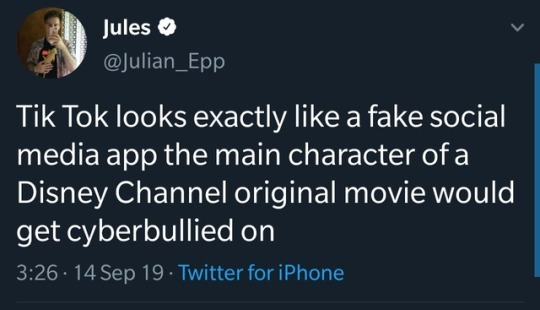 Jules
@Julian_Epp
Tik Tok looks exactly like a fake social
media app the main character of a
Disney Channel original movie would
get cyberbullied on
3:26 · 14 Sep 19 · Twitter for iPhone